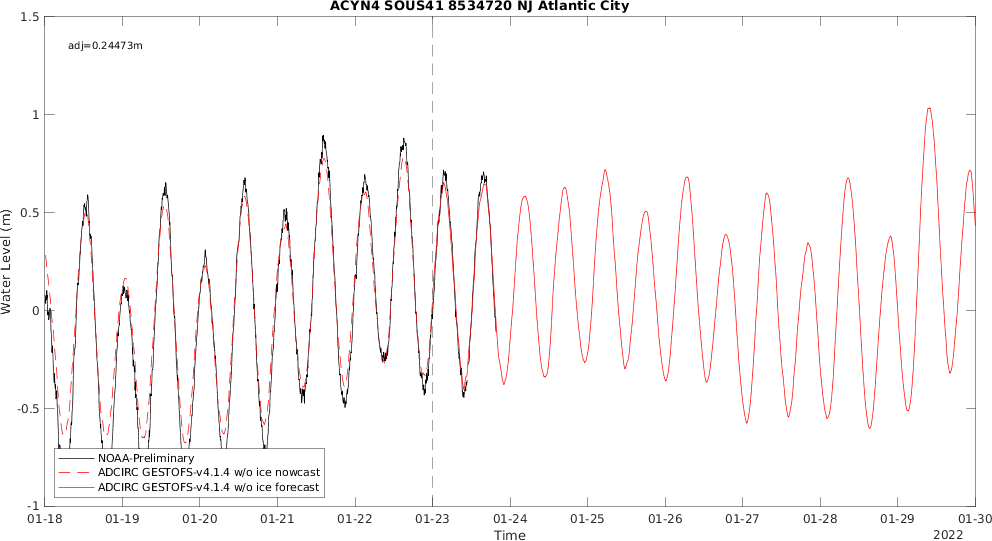 ACYN4 SOUS41 8534720 NJ Atlantic City
adj=0.24473m
1.5
1
0.5
0
-0.5
-1
Water Level (m)
NOAA-Preliminary
ADCIRC GESTOFS-v4.1.4 w/o ice nowcast
ADCIRC GESTOFS-v4.1.4 w/o ice forecast
01-18 01-19 01-20 01-21 01-22 01-23 01-24 01-25 01-26 01-27 01-28 01-29 01-30
Time
2022